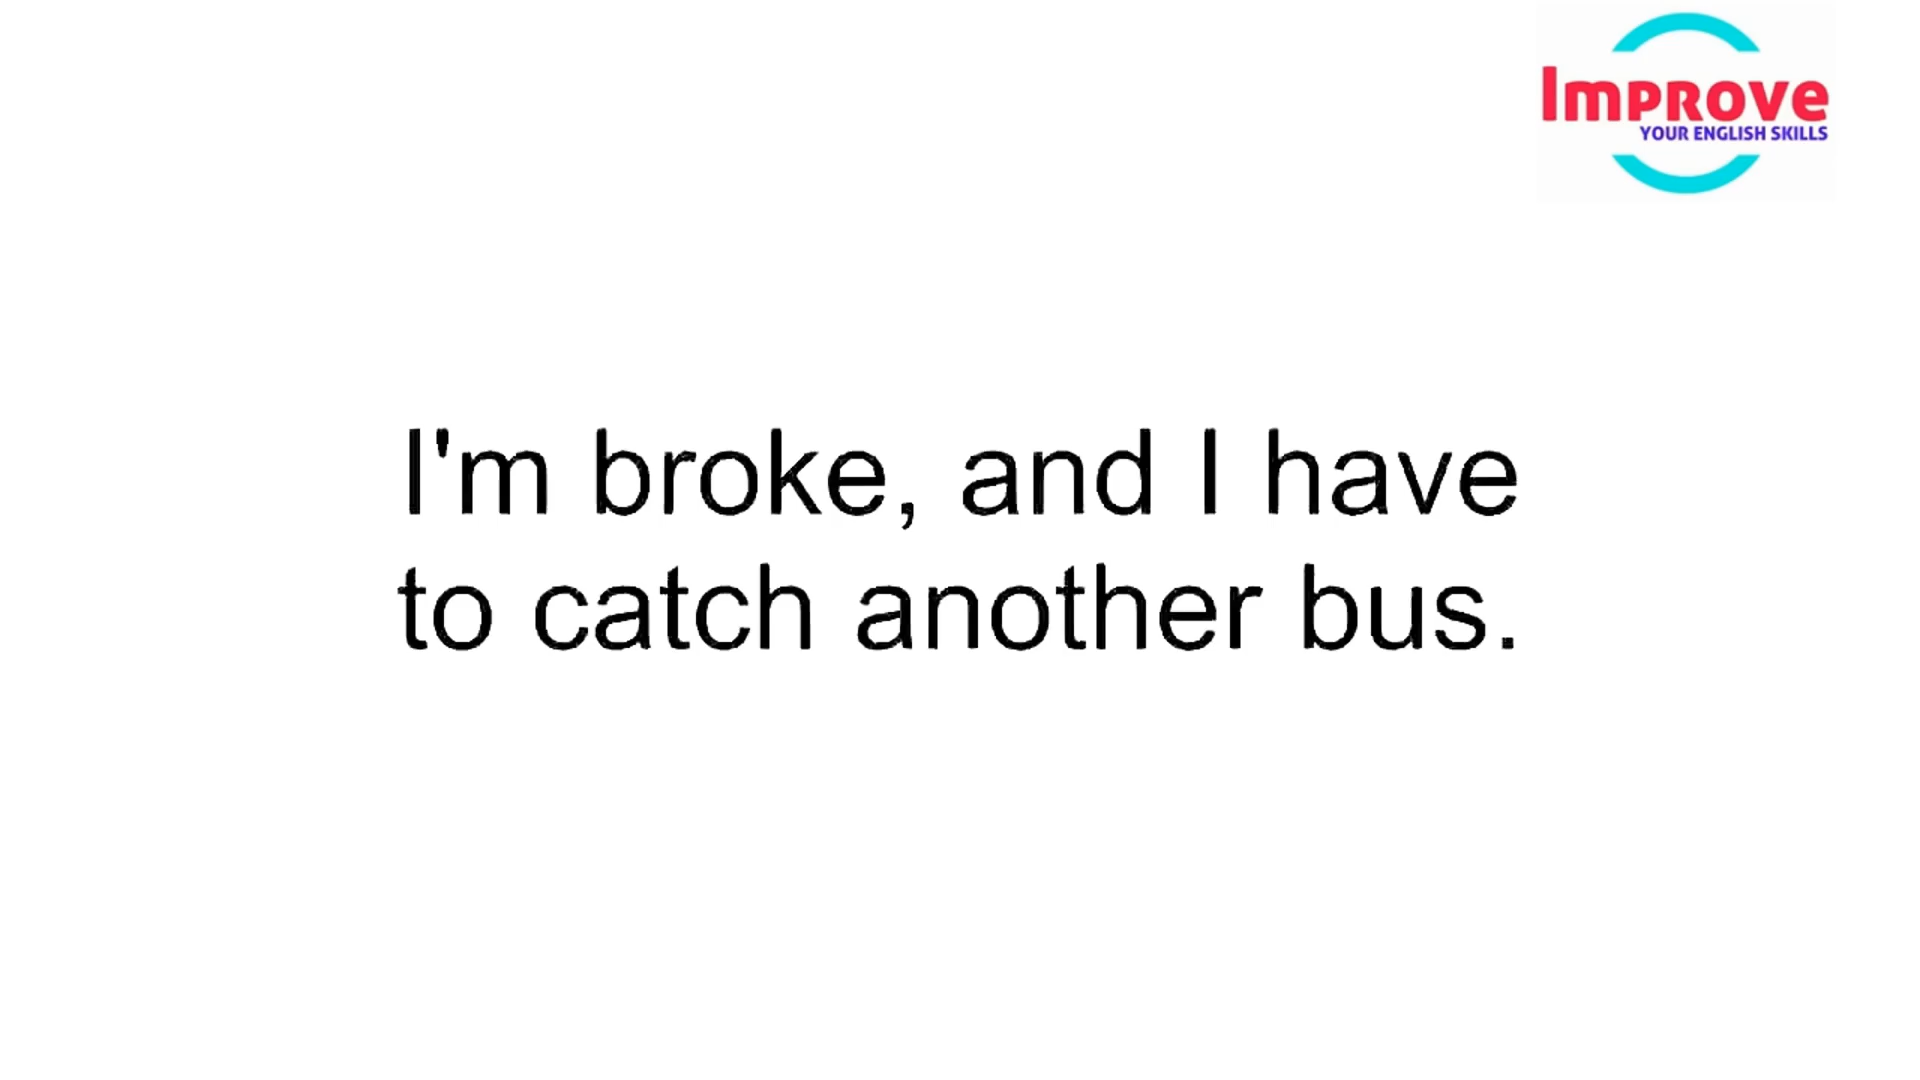 Improve
YOUR ENGLISH SKILLS
I'm broke, and I have
to catch another bus.